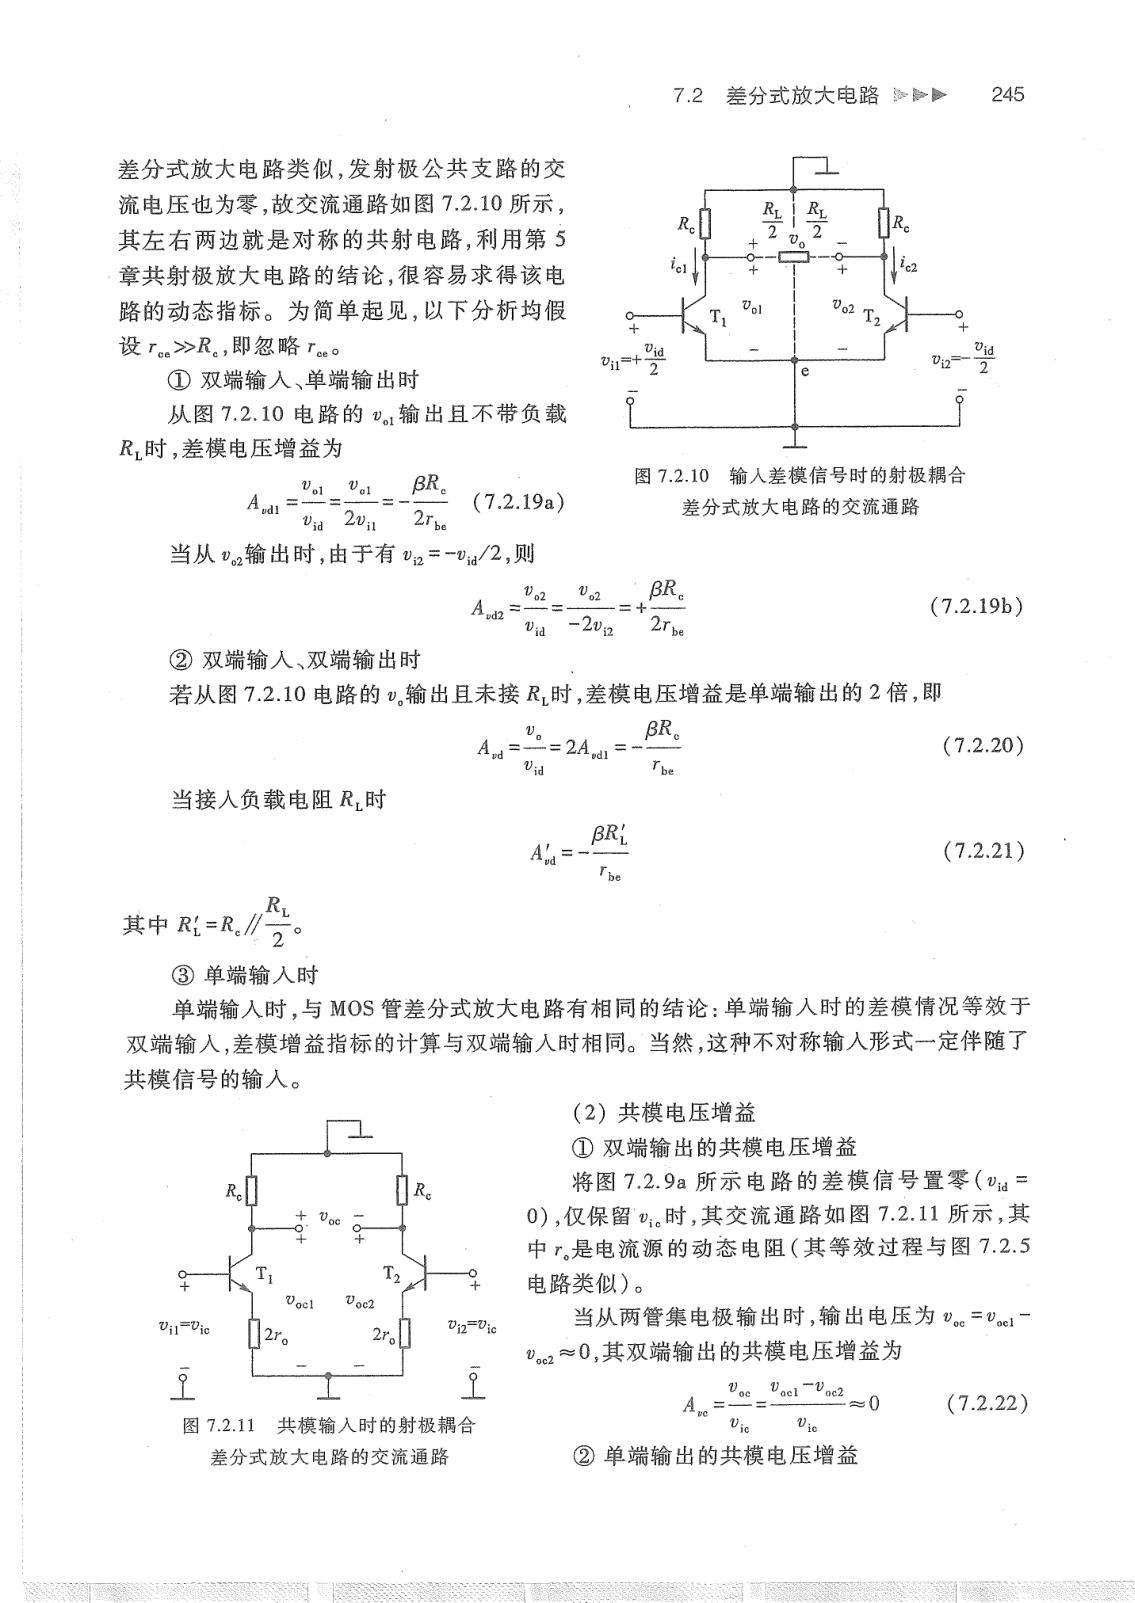 7.2 差分式放大电路 245
差分式放大电路类似,发射极公共支路的交
流电压也为零,故交流通路如图 7.2.10 所示,
其左右两边就是对称的共射电路,利用第 5
章共射极放大电路的结论,很容易求得该电
路的动态指标。为简单起见,以下分析均假
设 r_ce≫R_c,即忽略 r_ce。
① 双端输入、单端输出时
从图 7.2.10 电路的 v_o1输出且不带负载
R_L时,差模电压增益为
A_vd1 = v_o1/v_id = v_o1/2v_i1 = -βR_c/2r_be (7.2.19a)
R_c R_L/2 R_L/2 R_c
+ v_o -
i_c1 + + i_c2
T_1 v_o1 v_o2 T_2
+ - - +
v_i1=+v_id/2 e v_i2=-v_id/2
- -
图 7.2.10 输入差模信号时的射极耦合
差分式放大电路的交流通路
当从 v_o2输出时,由于有 v_i2=-v_id/2,则
A_vd2 = v_o2/v_id = v_o2/-2v_i2 = +βR_c/2r_be (7.2.19b)
② 双端输入、双端输出时
若从图 7.2.10 电路的 v_o输出且未接 R_L时,差模电压增益是单端输出的 2 倍,即
A_vd = v_o/v_id = 2A_vd1 = -βR_c/r_be (7.2.20)
当接入负载电阻 R_L时
A′_vd = -βR′_L/r_be (7.2.21)
其中 R′_L=R_c∥R_L/2。
③ 单端输入时
单端输入时,与 MOS 管差分式放大电路有相同的结论:单端输入时的差模情况等效于
双端输入,差模增益指标的计算与双端输入时相同。当然,这种不对称输入形式一定伴随了
共模信号的输入。
R_c R_c
+ v_oc -
+ +
T_1 T_2
+ +
v_oc1 v_oc2
v_i1=v_ic 2r_o 2r_o v_i2=v_ic
- - - -
图 7.2.11 共模输入时的射极耦合
差分式放大电路的交流通路
(2) 共模电压增益
① 双端输出的共模电压增益
将图 7.2.9a 所示电路的差模信号置零(v_id=
0),仅保留 v_ic时,其交流通路如图 7.2.11 所示,其
中 r_o是电流源的动态电阻(其等效过程与图 7.2.5
电路类似)。
当从两管集电极输出时,输出电压为 v_oc=v_oc1-
v_oc2≈0,其双端输出的共模电压增益为
A_vc = v_oc/v_ic = v_oc1-v_oc2/v_ic ≈0 (7.2.22)
② 单端输出的共模电压增益